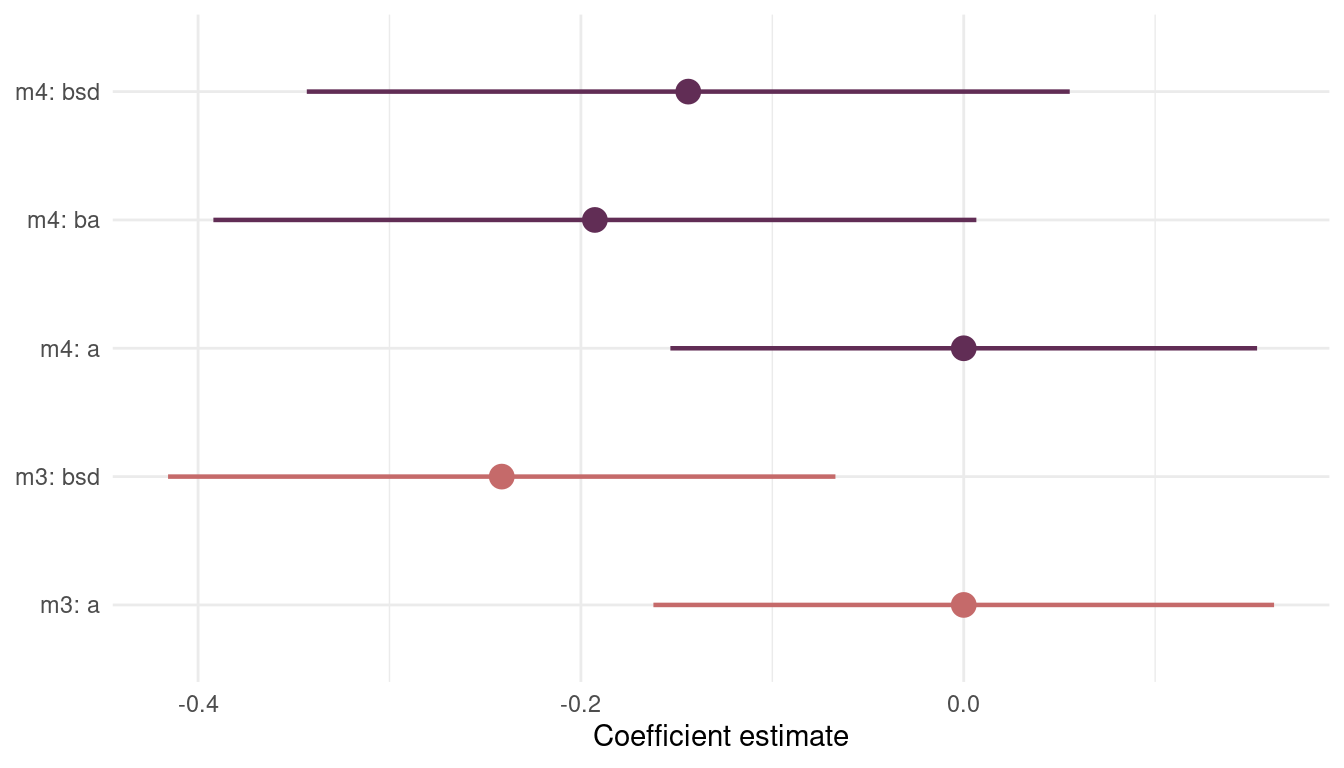 m4: bsd
m4: ba
m4: a
m3: bsd
m3: a
-0.4 -0.2 0.0
Coefficient estimate